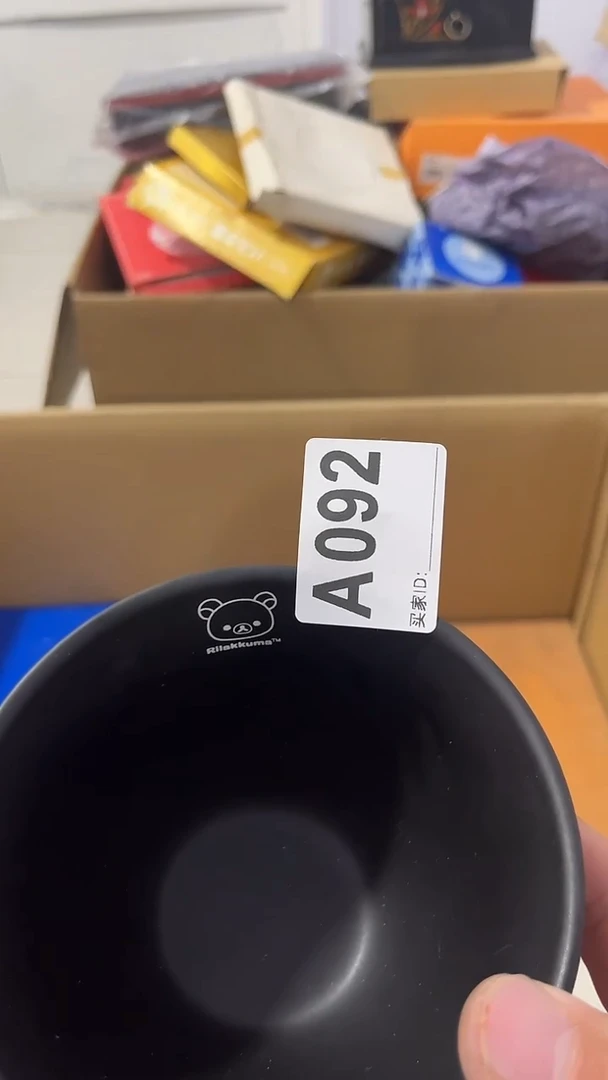 A092
买家ID:
Rilakkuma™